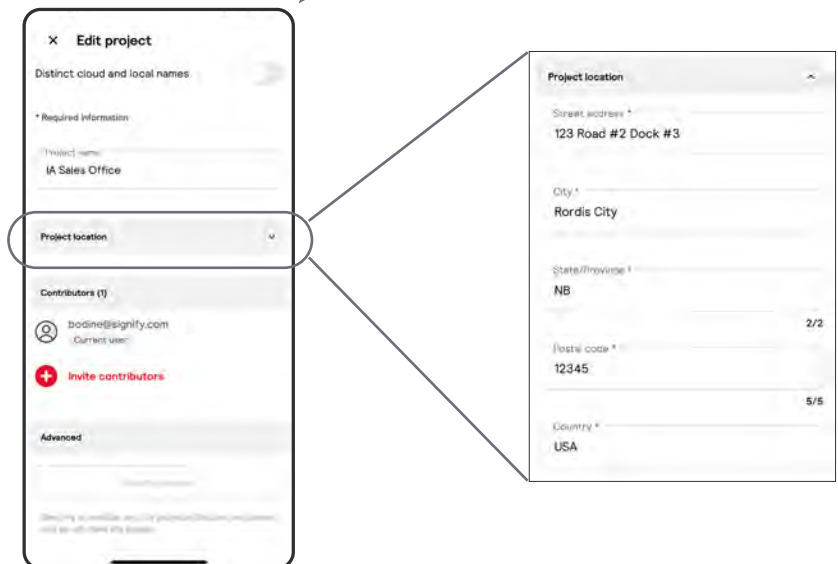 × Edit project
Distinct cloud and local names
* Required information
Project name
IA Sales Office
Project location
Contributors (1)
bodine@signify.com
Current user
Invite contributors
Advanced
Project location
Street address *
123 Road #2 Dock #3
City *
Rordis City
State/Province *
NB
2/2
Postal code *
12345
5/5
Country *
USA